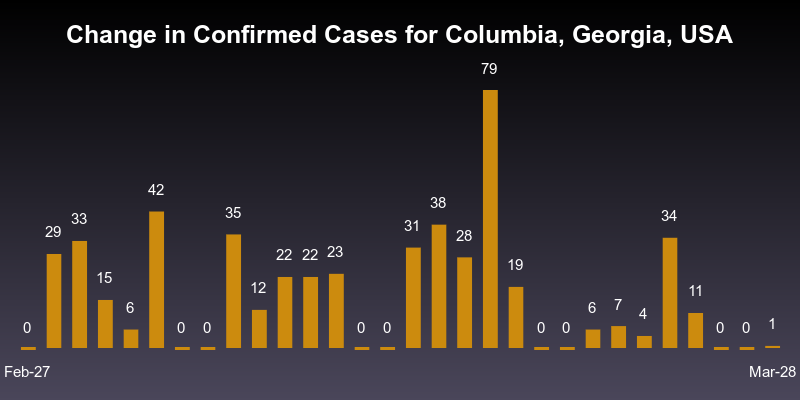 Change in Confirmed Cases for Columbia, Georgia, USA
0 29 33 15 6 42 0 0 35 12 22 22 23 0 0 31 38 28 79 19 0 0 6 7 4 34 11 0 0 1
Feb-27 Mar-28